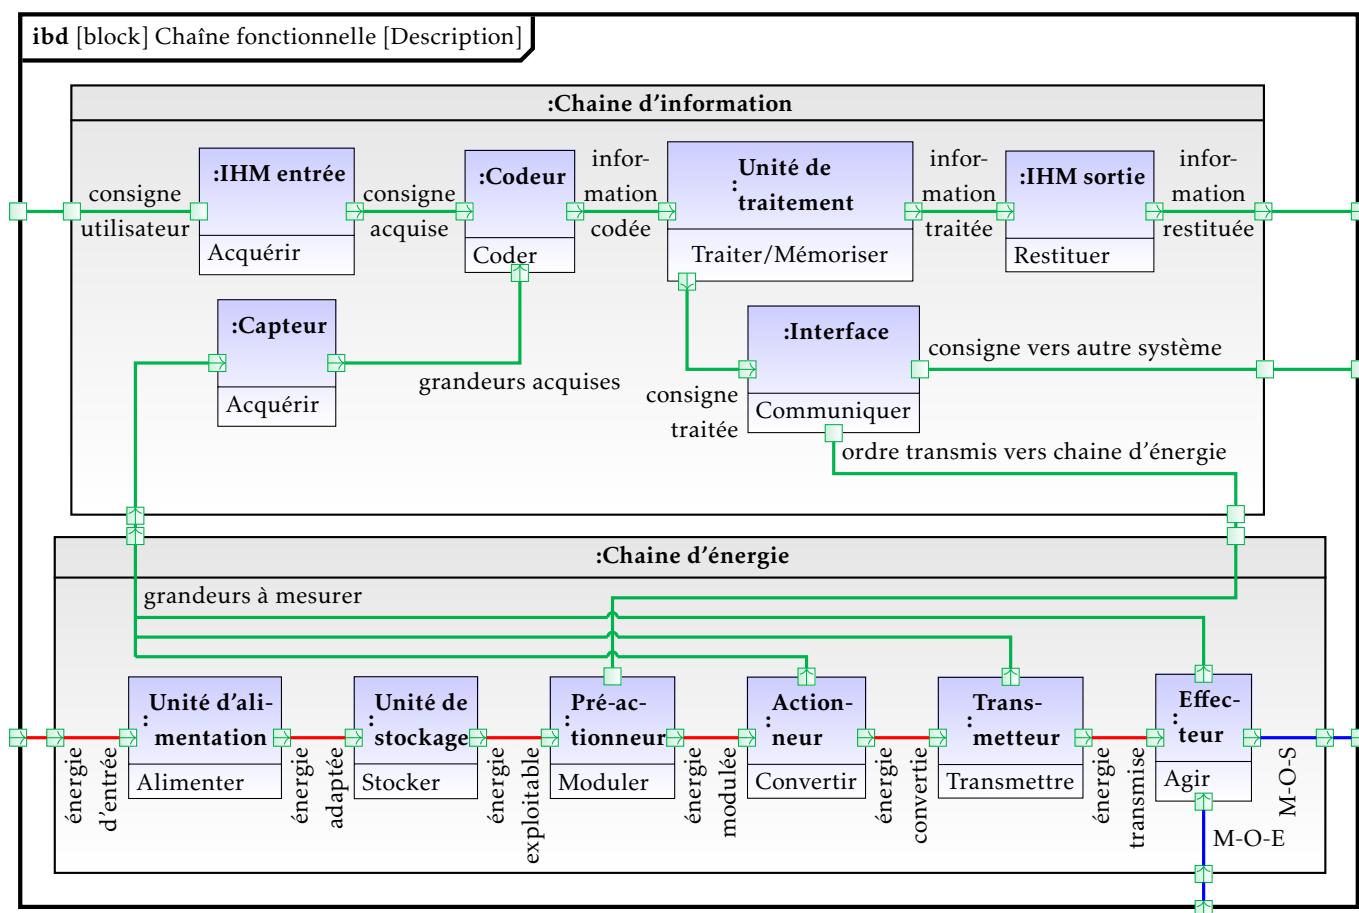 ibd [block] Chaîne fonctionnelle [Description]
:Chaine d'information
consigne
utilisateur
:IHM entrée
Acquérir
consigne
acquise
:Codeur
Coder
infor-
mation
codée
Unité de
:
traitement
Traiter/Mémoriser
infor-
mation
traitée
:IHM sortie
Restituer
infor-
mation
restituée
:Capteur
Acquérir
grandeurs acquises
consigne
traitée
:Interface
Communiquer
consigne vers autre système
ordre transmis vers chaine d'énergie
:Chaine d'énergie
grandeurs à mesurer
énergie
d'entrée
Unité d'ali-
:
mentation
Alimenter
énergie
adaptée
Unité de
:
stockage
Stocker
énergie
exploitable
Pré-ac-
:
tionneur
Moduler
énergie
modulée
Action-
:
neur
Convertir
énergie
convertie
Trans-
:
metteur
Transmettre
énergie
transmise
Effec-
:
teur
Agir
M-O-S
M-O-E